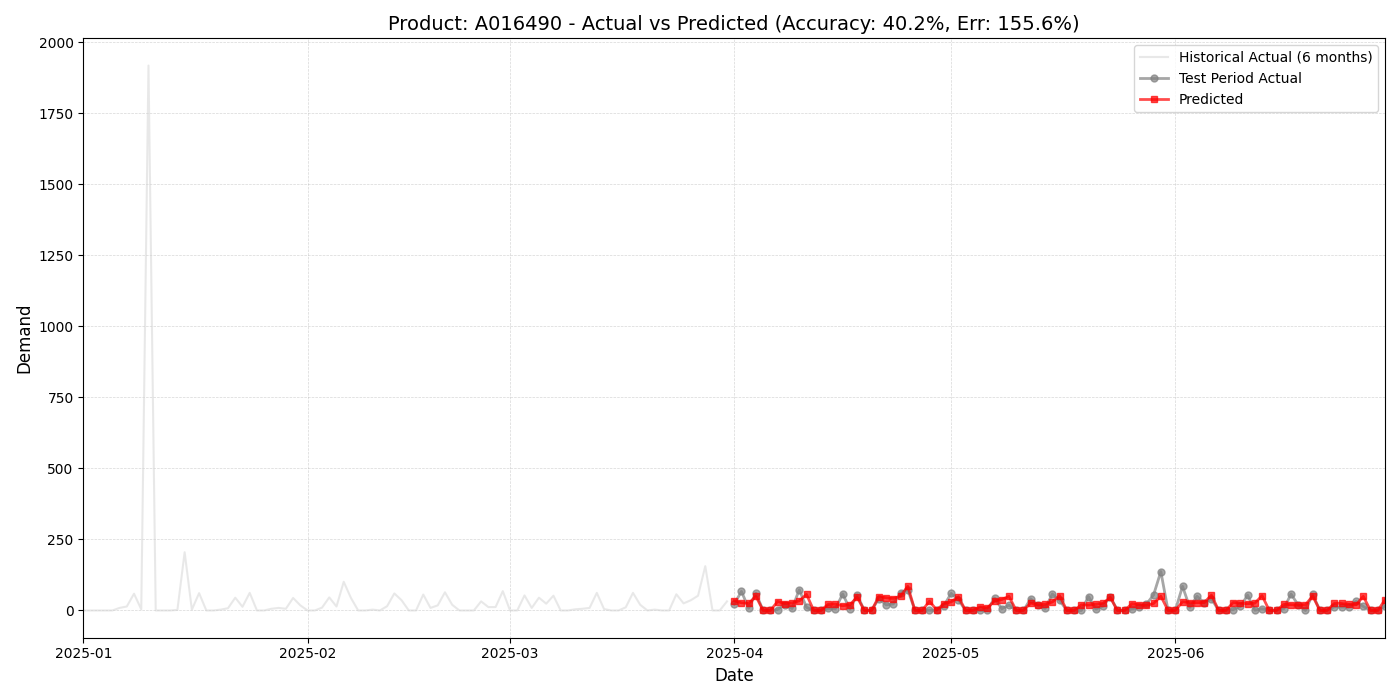 Product: A016490 - Actual vs Predicted (Accuracy: 40.2%, Err: 155.6%)
Historical Actual (6 months)
Test Period Actual
Predicted
Demand
2000
1750
1500
1250
1000
750
500
250
0
2025-01
2025-02
2025-03
2025-04
2025-05
2025-06
Date